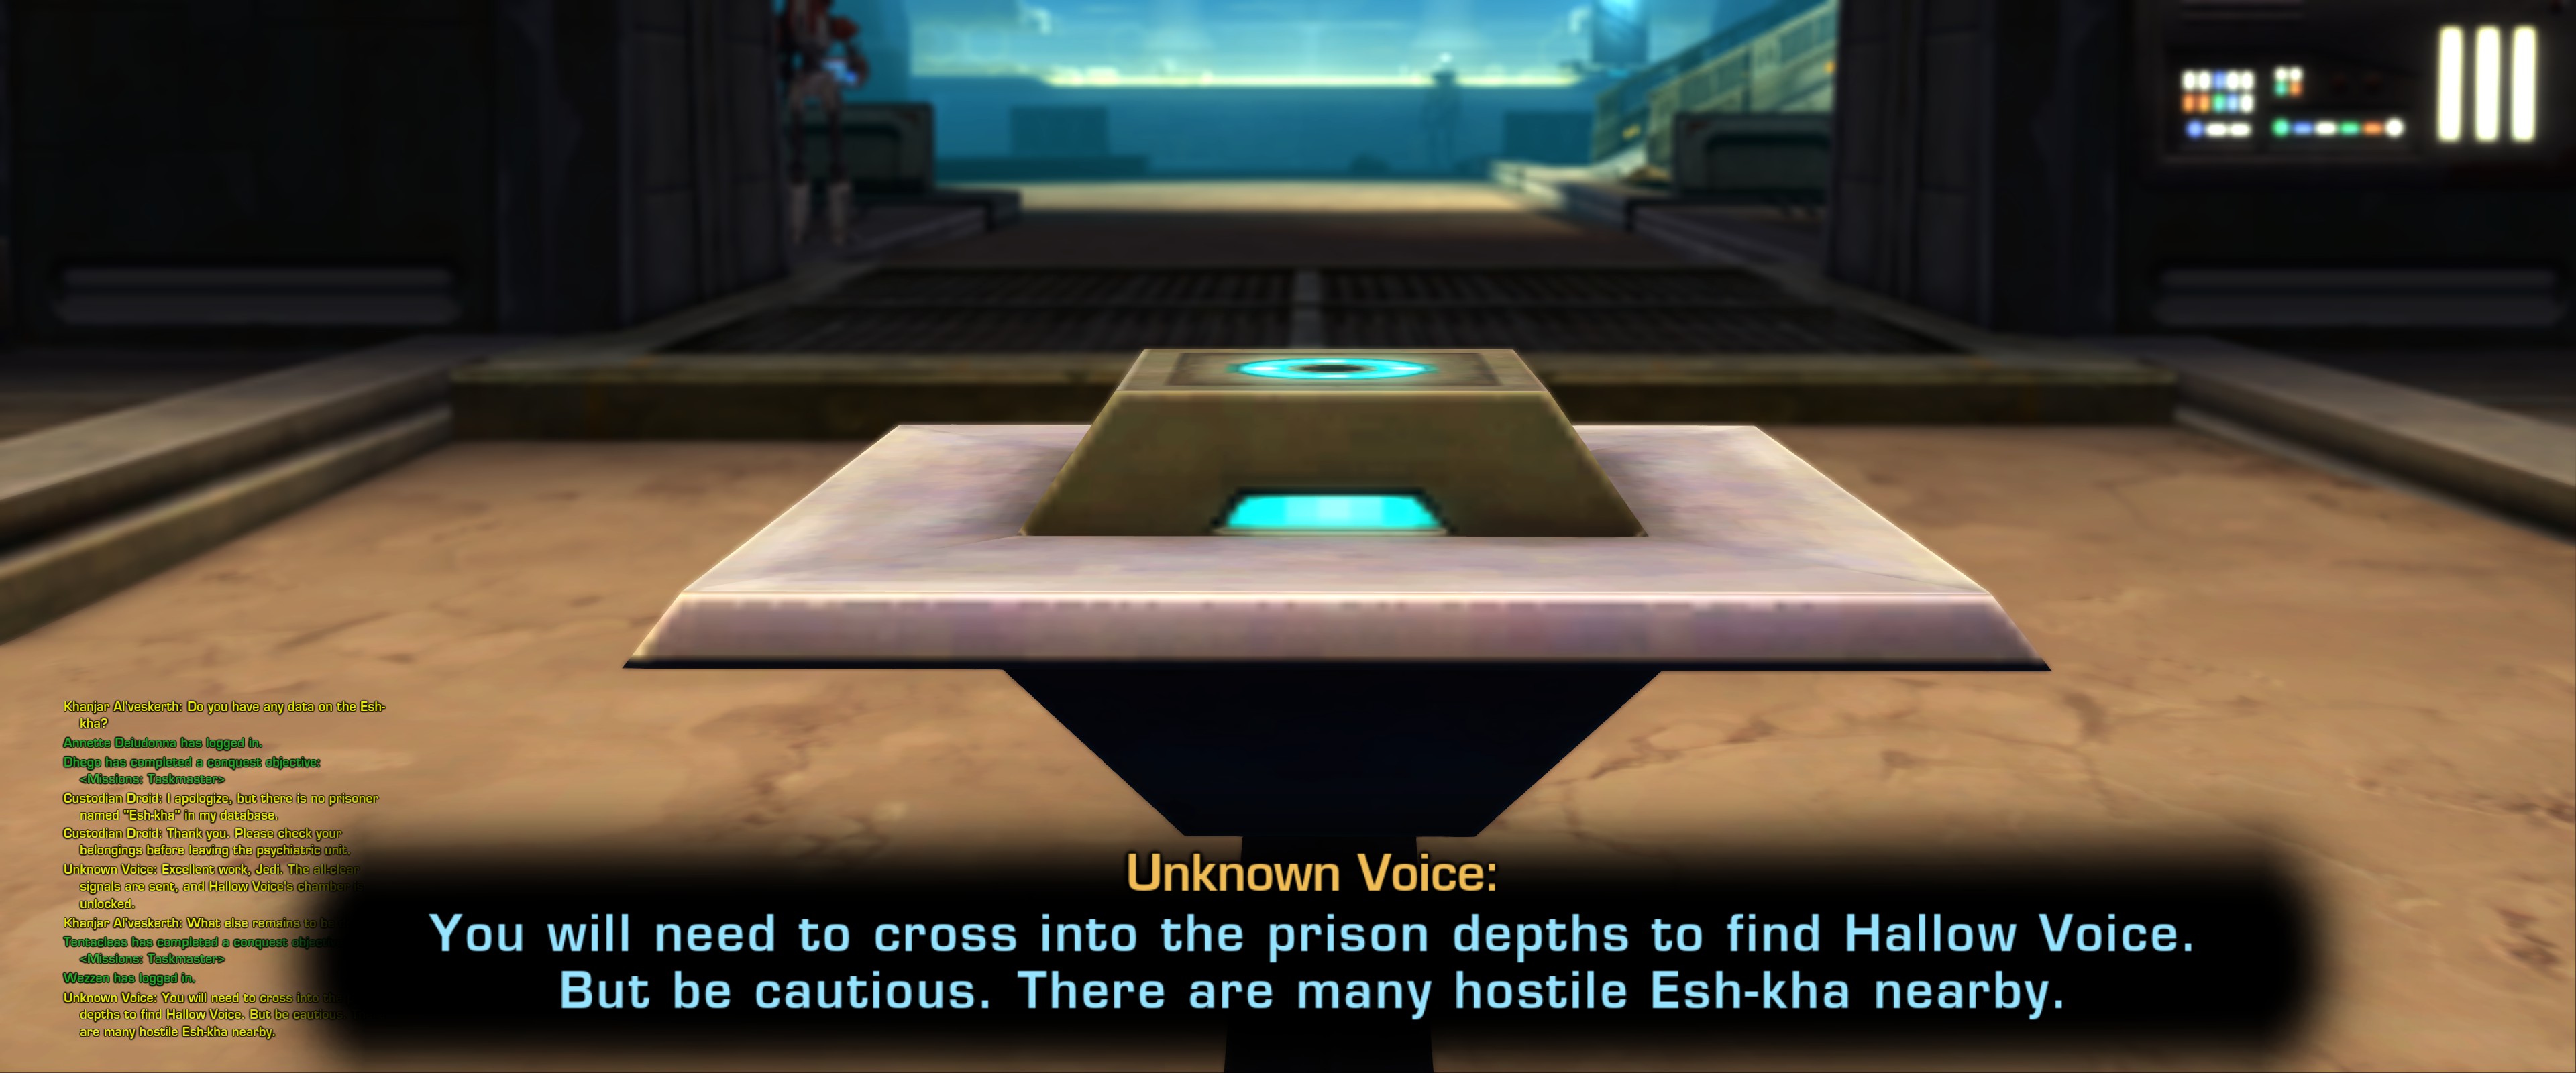 Khanjar Al'veskerth: Do you have any data on the Esh-
kha?
Annette Deiudonna has logged in.
Dhego has completed a conquest objective:
<Missions: Taskmaster>
Custodian Droid: I apologize, but there is no prisoner
named "Esh-kha" in my database.
Custodian Droid: Thank you. Please check your
belongings before leaving the psychiatric unit.
Unknown Voice: Excellent work, Jedi. The all-clear
signals are sent, and Hallow Voice's chamber
unlocked.
Khanjar Al'veskerth: What else remains to
Tentacleas has completed a conquest
<Missions: Taskmaster>
Wezzen has logged in.
Unknown Voice: You will need to cross into
depths to find Hallow Voice. But be
are many hostile Esh-kha nearby.
Unknown Voice:
You will need to cross into the prison depths to find Hallow Voice.
But be cautious. There are many hostile Esh-kha nearby.